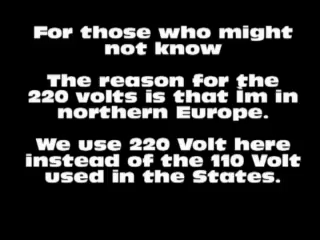 For those who might
not know
The reason for the
220 volts is that Im in
northern Europe.
We use 220 Volt here
instead of the 110 Volt
used in the States.